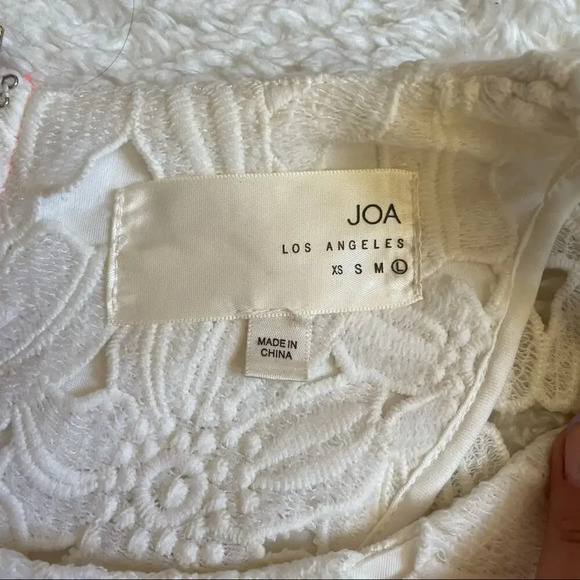 JOA
LOS ANGELES
XS S M L
MADE IN
CHINA